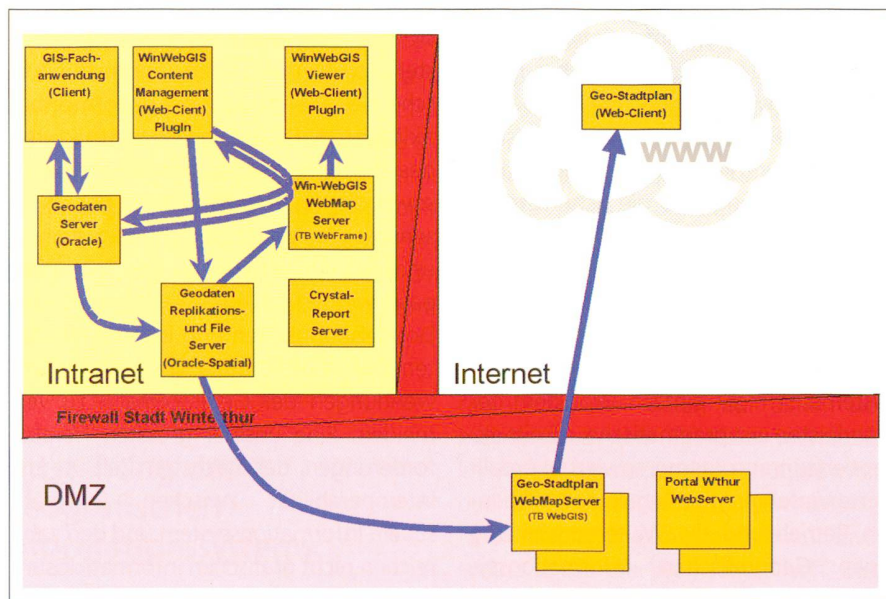 GIS-Fach-
anwendung
(Client)
WinWebGIS
Content
Management
(Web-Cient)
PlugIn
WinWebGIS
Viewer
(Web-Client)
PlugIn
Geo-Stadtplan
(Web-Client)
www
Geodaten
Server
(Oracle)
Win-WebGIS
WebMap
Server
(TB WebFrame)
Geodaten
Replikations-
und File
Server
(Oracle-Spatial)
Crystal-
Report
Server
Intranet
Internet
Firewall Stadt Winterthur
DMZ
Geo-Stadtplan
WebMapServer
(TB WebGIS)
Portal W'thur
WebServer